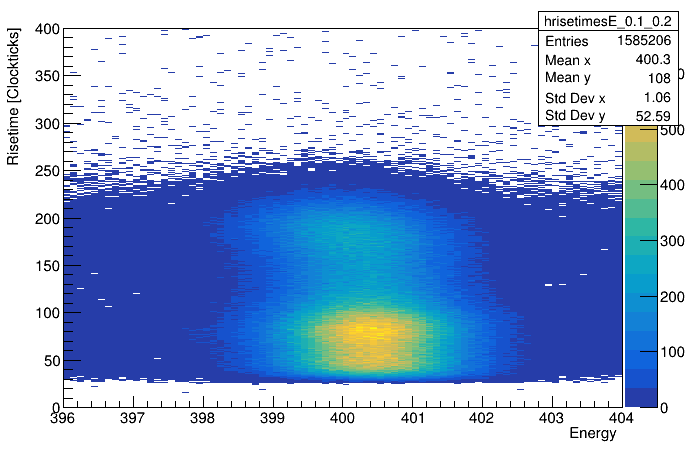 hrisetimesE_0.1_0.2
Entries 1585206
Mean x 400.3
Mean y 108
Std Dev x 1.06
Std Dev y 52.59
Risetime [Clockticks]
400
350
300
250
200
150
100
50
0
396 397 398 399 400 401 402 403 404
Energy
0
500
400
300
200
100
0